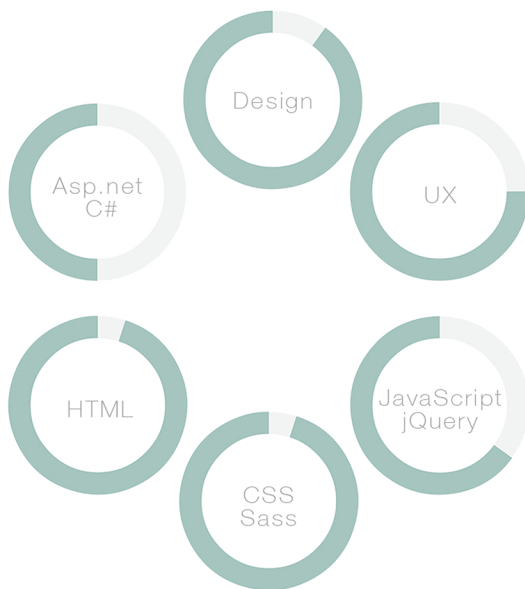 Design
Asp.net
C#
UX
HTML
JavaScript
jQuery
CSS
Sass